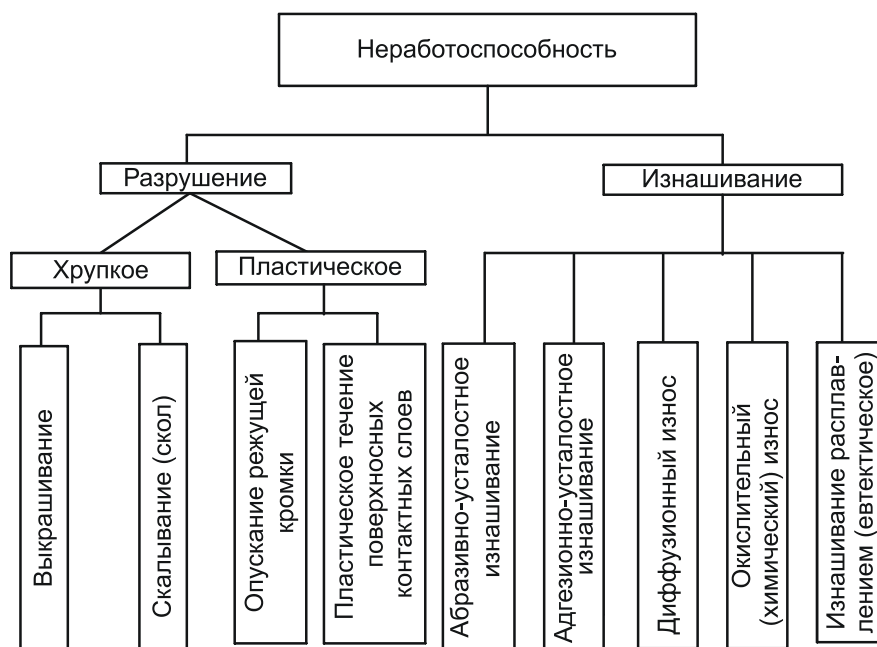 Неработоспособность
Разрушение
Изнашивание
Хрупкое
Пластическое
Выкрашивание
Скалывание (скол)
Опускание режущей
кромки
Пластическое течение
поверхносных
контактных слоев
Абразивно-усталостное
изнашивание
Адгезионно-усталостное
изнашивание
Диффузионный износ
Окислительный
(химический) износ
Изнашивание расплав-
лением (евтектическое)